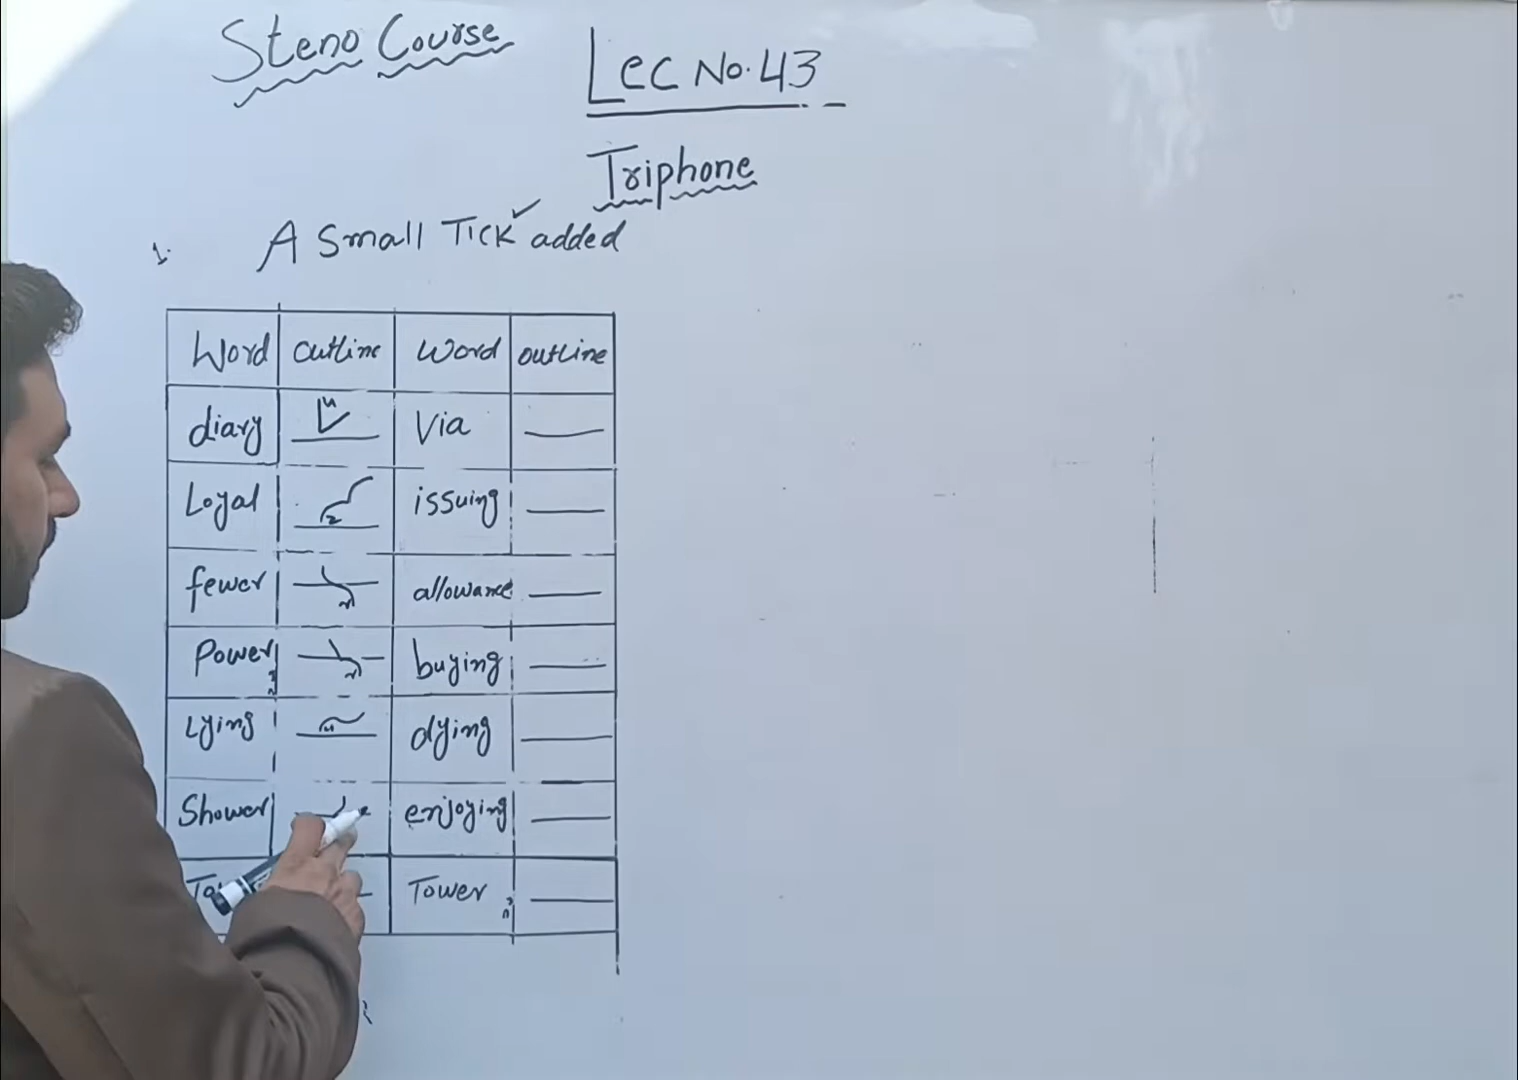 Steno Course
Lec No. 43
Triphone
1. A Small Tick ✓ added
Word outline Word outline
diary Via
Loyal issuing
fewer allowance
Power buying
Lying dying
Shower enjoying
Tower